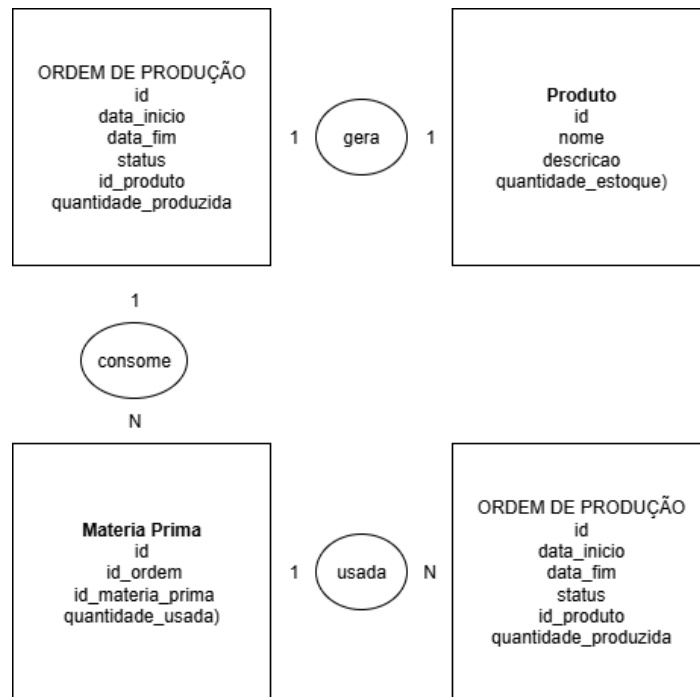 ORDEM DE PRODUÇÃO
id
data_inicio
data_fim
status
id_produto
quantidade_produzida
1
gera
1
Produto
id
nome
descricao
quantidade_estoque)
1
consome
N
Materia Prima
id
id_ordem
id_materia_prima
quantidade_usada)
1
usada
N
ORDEM DE PRODUÇÃO
id
data_inicio
data_fim
status
id_produto
quantidade_produzida